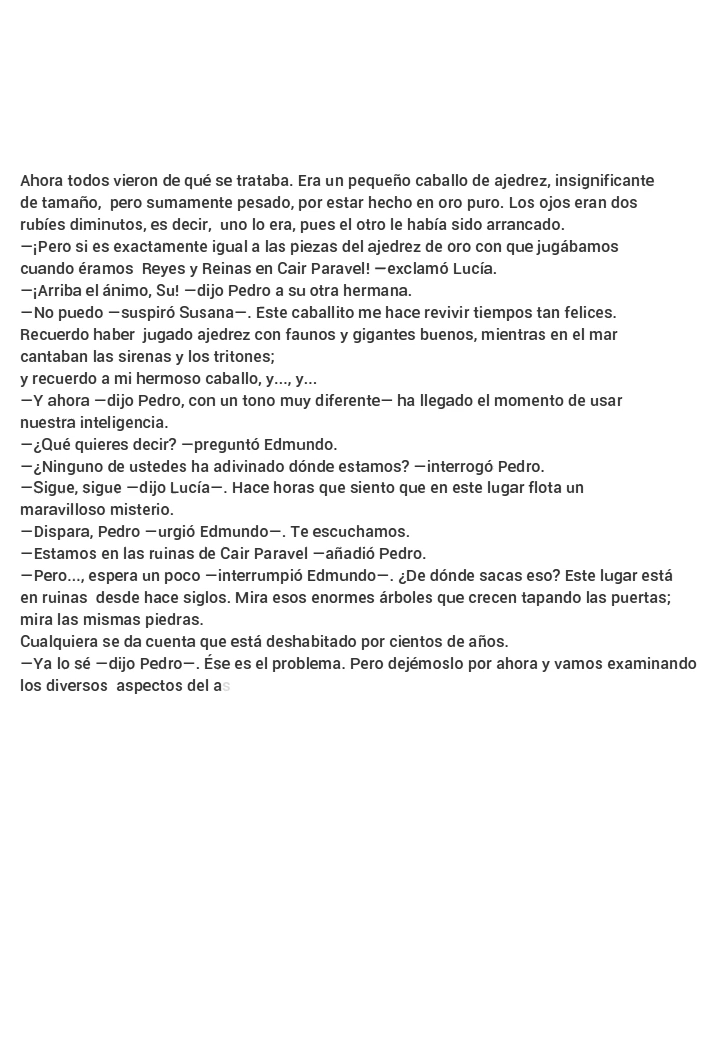 Ahora todos vieron de qué se trataba. Era un pequeño caballo de ajedrez, insignificante
de tamaño,  pero sumamente pesado, por estar hecho en oro puro. Los ojos eran dos
rubíes diminutos, es decir,  uno lo era, pues el otro le había sido arrancado.
—¡Pero si es exactamente igual a las piezas del ajedrez de oro con que jugábamos
cuando éramos  Reyes y Reinas en Cair Paravel! —exclamó Lucía.
—¡Arriba el ánimo, Su! —dijo Pedro a su otra hermana.
—No puedo —suspiró Susana—. Este caballito me hace revivir tiempos tan felices.
Recuerdo haber  jugado ajedrez con faunos y gigantes buenos, mientras en el mar
cantaban las sirenas y los tritones;
y recuerdo a mi hermoso caballo, y..., y...
—Y ahora —dijo Pedro, con un tono muy diferente— ha llegado el momento de usar
nuestra inteligencia.
—¿Qué quieres decir? —preguntó Edmundo.
—¿Ninguno de ustedes ha adivinado dónde estamos? —interrogó Pedro.
—Sigue, sigue —dijo Lucía—. Hace horas que siento que en este lugar flota un
maravilloso misterio.
—Dispara, Pedro —urgió Edmundo—. Te escuchamos.
—Estamos en las ruinas de Cair Paravel —añadió Pedro.
—Pero..., espera un poco —interrumpió Edmundo—. ¿De dónde sacas eso? Este lugar está
en ruinas  desde hace siglos. Mira esos enormes árboles que crecen tapando las puertas;
mira las mismas piedras.
Cualquiera se da cuenta que está deshabitado por cientos de años.
—Ya lo sé —dijo Pedro—. Ése es el problema. Pero dejémoslo por ahora y vamos examinando
los diversos  aspectos del as